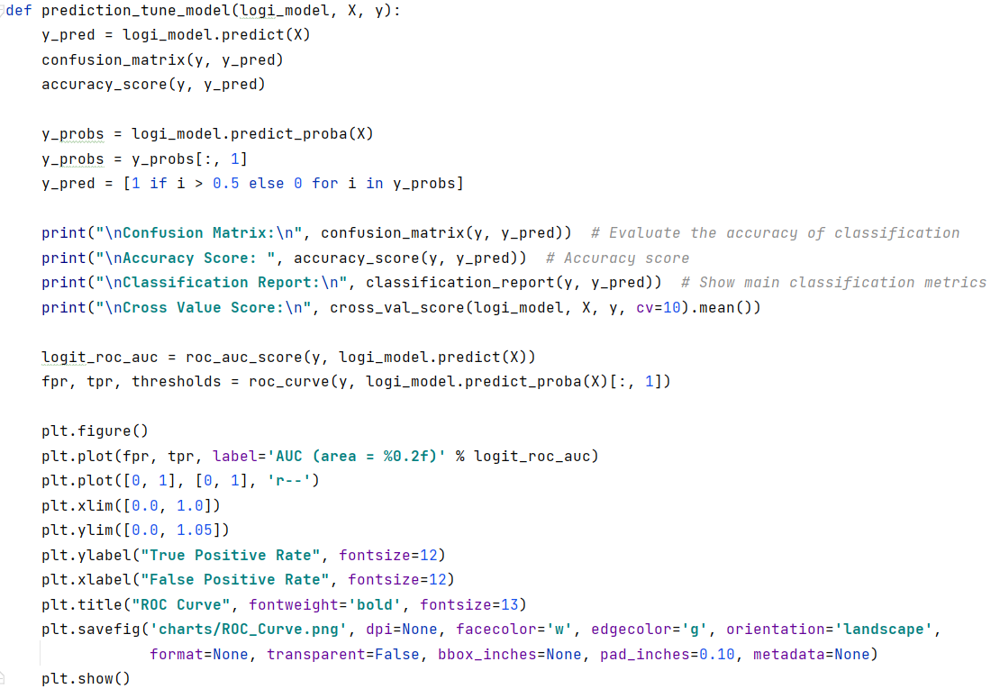 def prediction_tune_model(logi_model, X, y):
    y_pred = logi_model.predict(X)
    confusion_matrix(y, y_pred)
    accuracy_score(y, y_pred)

    y_probs = logi_model.predict_proba(X)
    y_probs = y_probs[:, 1]
    y_pred = [1 if i > 0.5 else 0 for i in y_probs]

    print("\nConfusion Matrix:\n", confusion_matrix(y, y_pred))  # Evaluate the accuracy of classification
    print("\nAccuracy Score: ", accuracy_score(y, y_pred))  # Accuracy score
    print("\nClassification Report:\n", classification_report(y, y_pred))  # Show main classification metrics
    print("\nCross Value Score:\n", cross_val_score(logi_model, X, y, cv=10).mean())

    logit_roc_auc = roc_auc_score(y, logi_model.predict(X))
    fpr, tpr, thresholds = roc_curve(y, logi_model.predict_proba(X)[:, 1])

    plt.figure()
    plt.plot(fpr, tpr, label='AUC (area = %0.2f)' % logit_roc_auc)
    plt.plot([0, 1], [0, 1], 'r--')
    plt.xlim([0.0, 1.0])
    plt.ylim([0.0, 1.05])
    plt.ylabel("True Positive Rate", fontsize=12)
    plt.xlabel("False Positive Rate", fontsize=12)
    plt.title("ROC Curve", fontweight='bold', fontsize=13)
    plt.savefig('charts/ROC_Curve.png', dpi=None, facecolor='w', edgecolor='g', orientation='landscape',
                format=None, transparent=False, bbox_inches=None, pad_inches=0.10, metadata=None)
    plt.show()